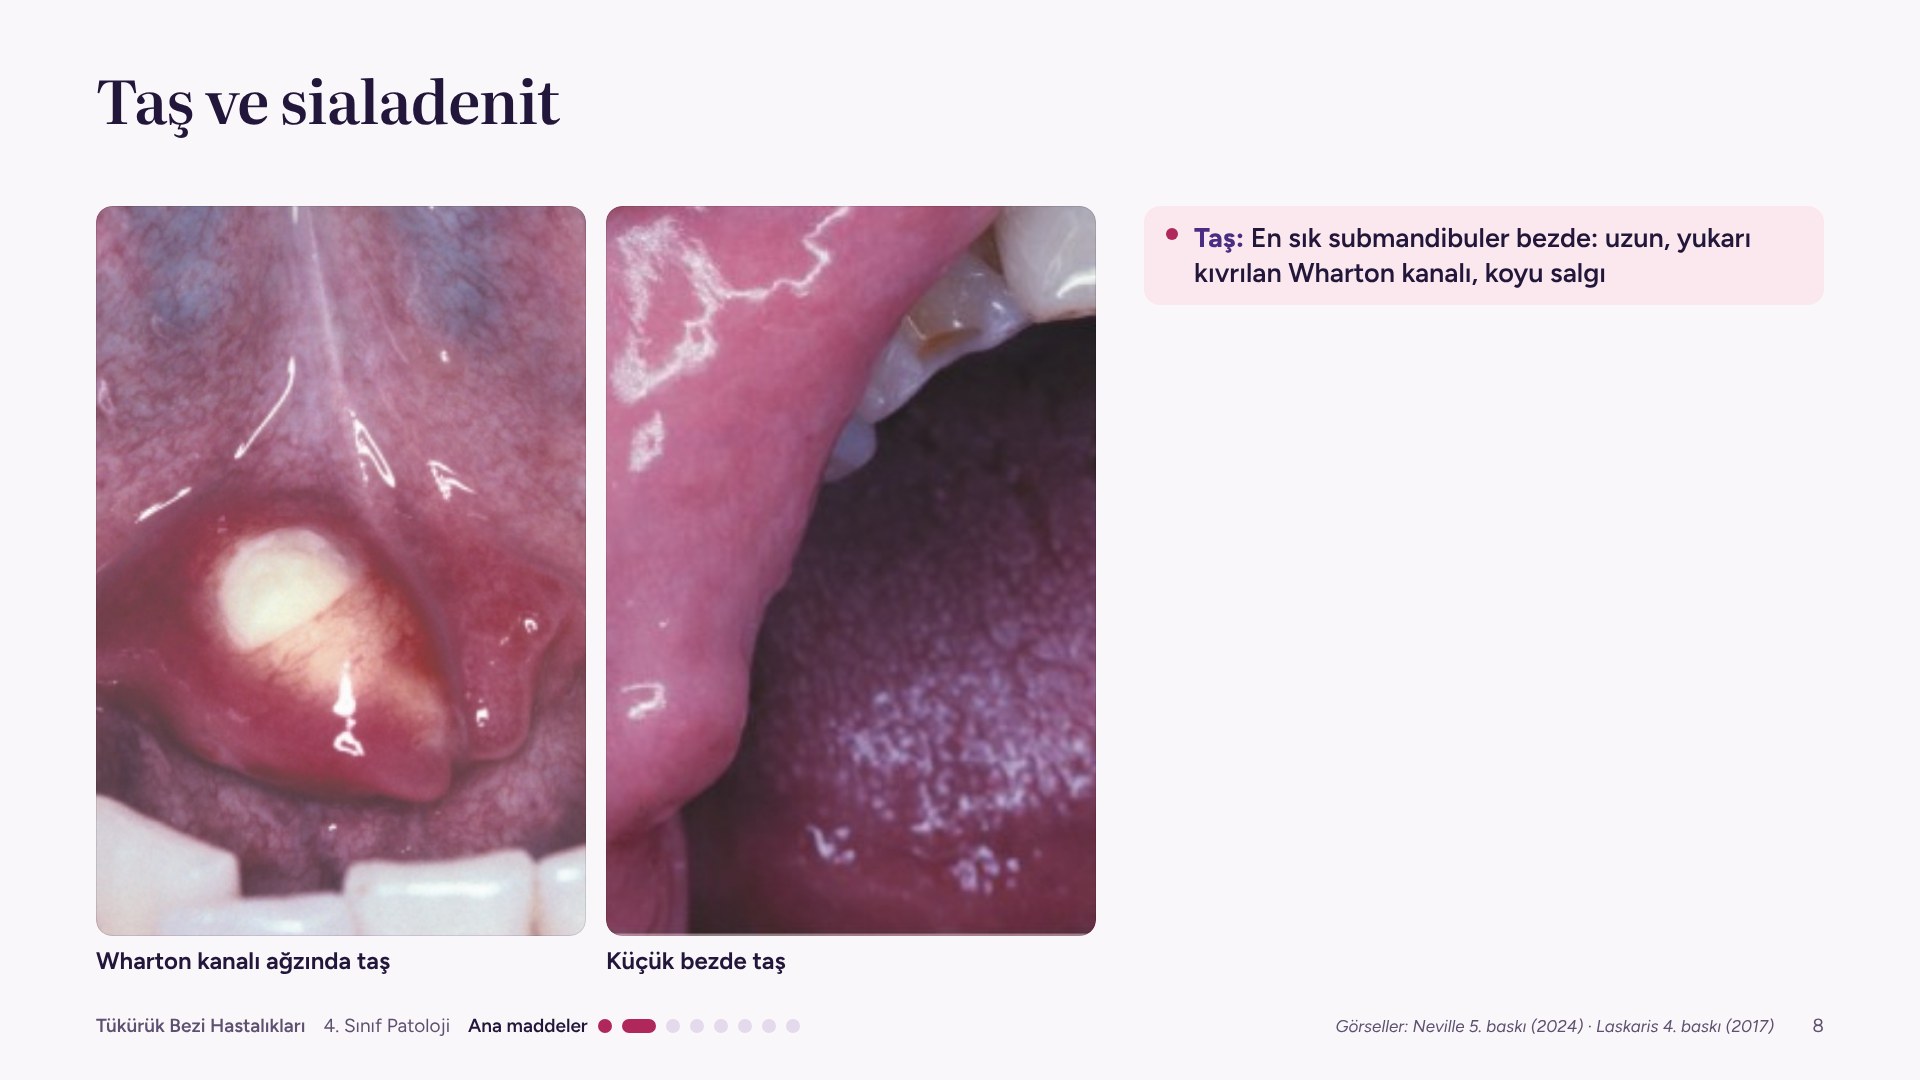 Taş ve sialadenit
Taş: En sık submandibuler bezde: uzun, yukarı
kıvrılan Wharton kanalı, koyu salgı
Wharton kanalı ağzında taş
Küçük bezde taş
Tükürük Bezi Hastalıkları 4. Sınıf Patoloji Ana maddeler
Görseller: Neville 5. baskı (2024) · Laskaris 4. baskı (2017) 8